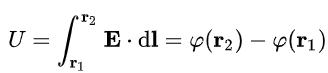 U = ∫_{r₁}^{r₂} E · dl = φ(r₂) − φ(r₁)